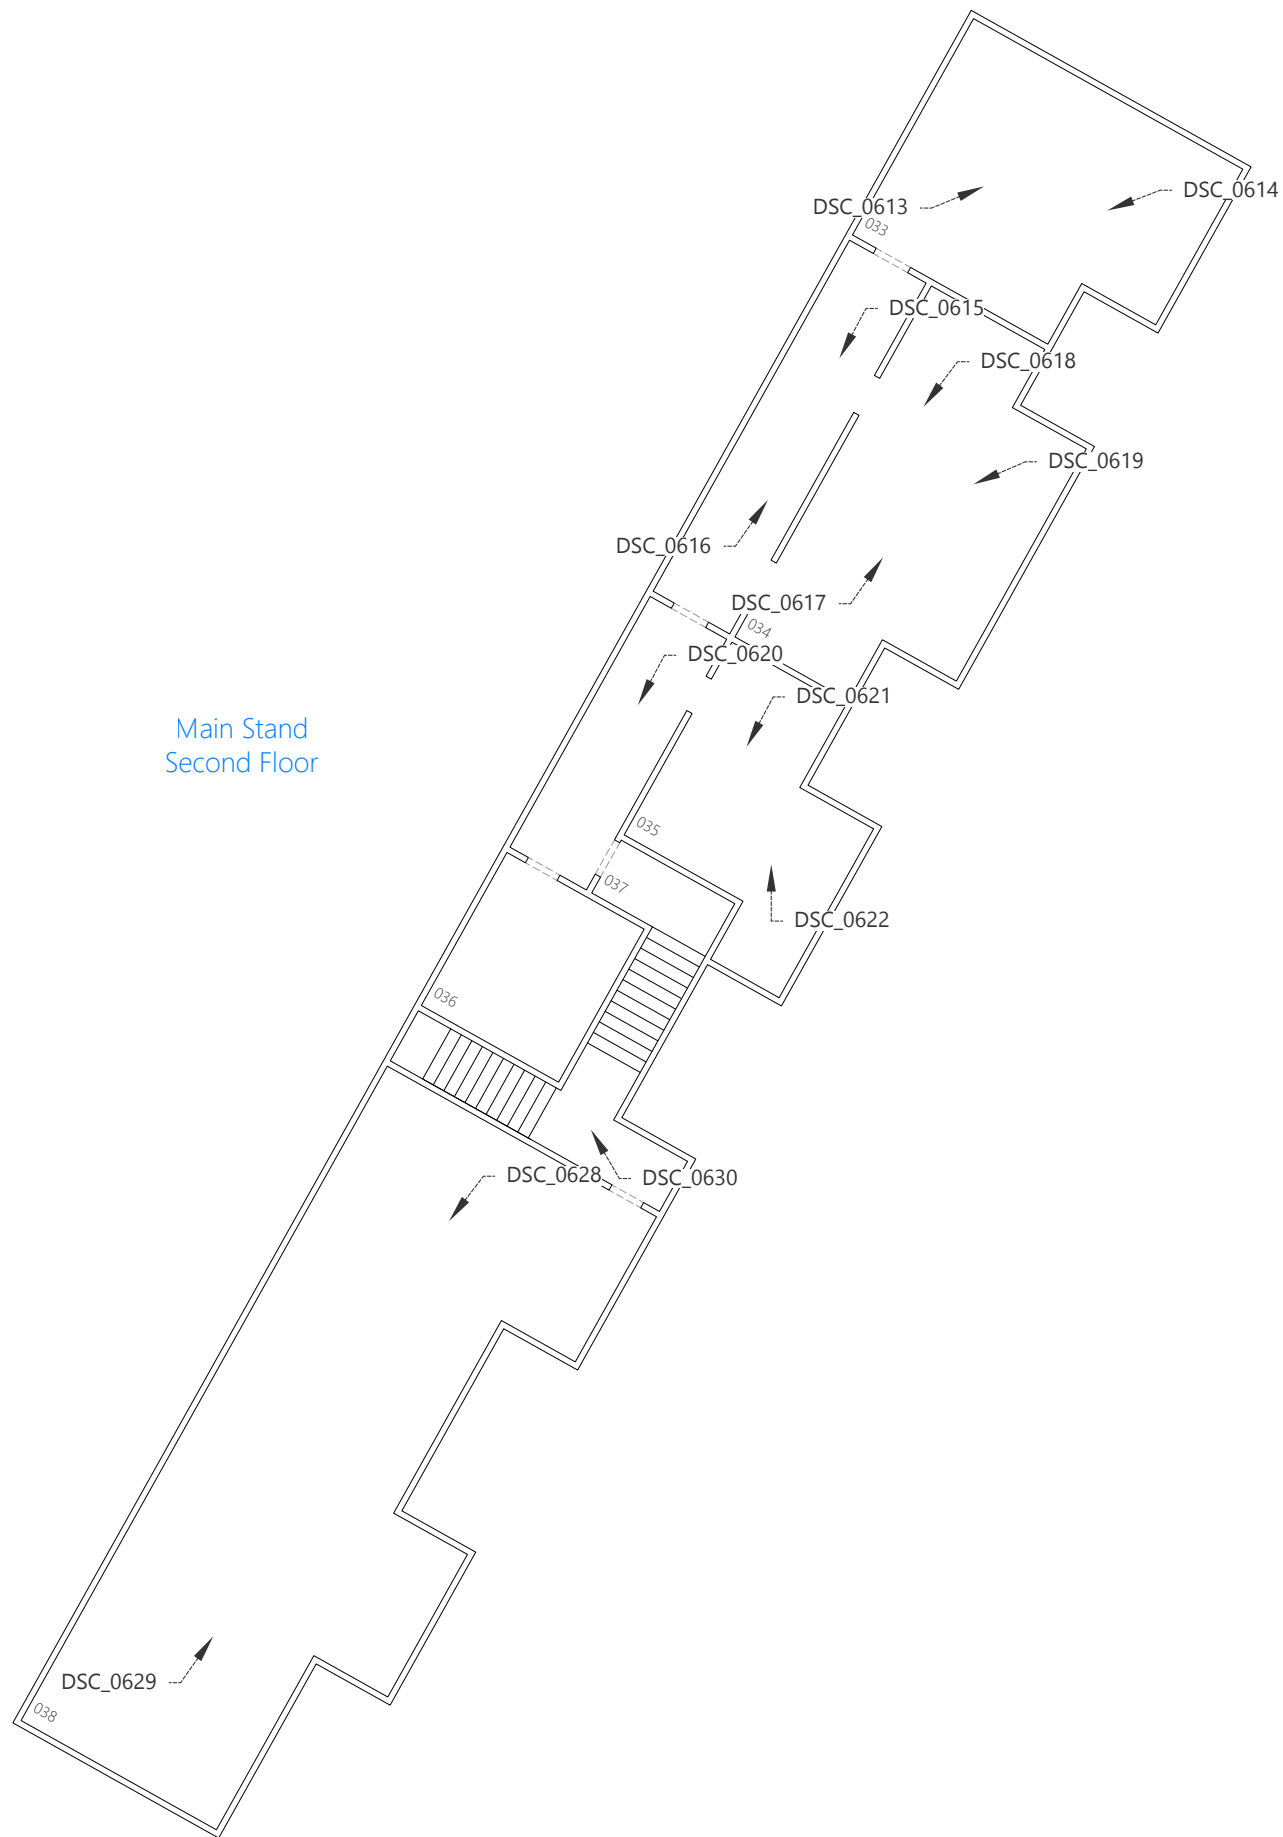 DSC_0614
DSC_0613
033
DSC_0615
DSC_0618
DSC_0619
DSC_0616
DSC_0617
034
DSC_0620
DSC_0621
Main Stand
Second Floor
035
037
DSC_0622
036
DSC_0628
DSC_0630
DSC_0629
038